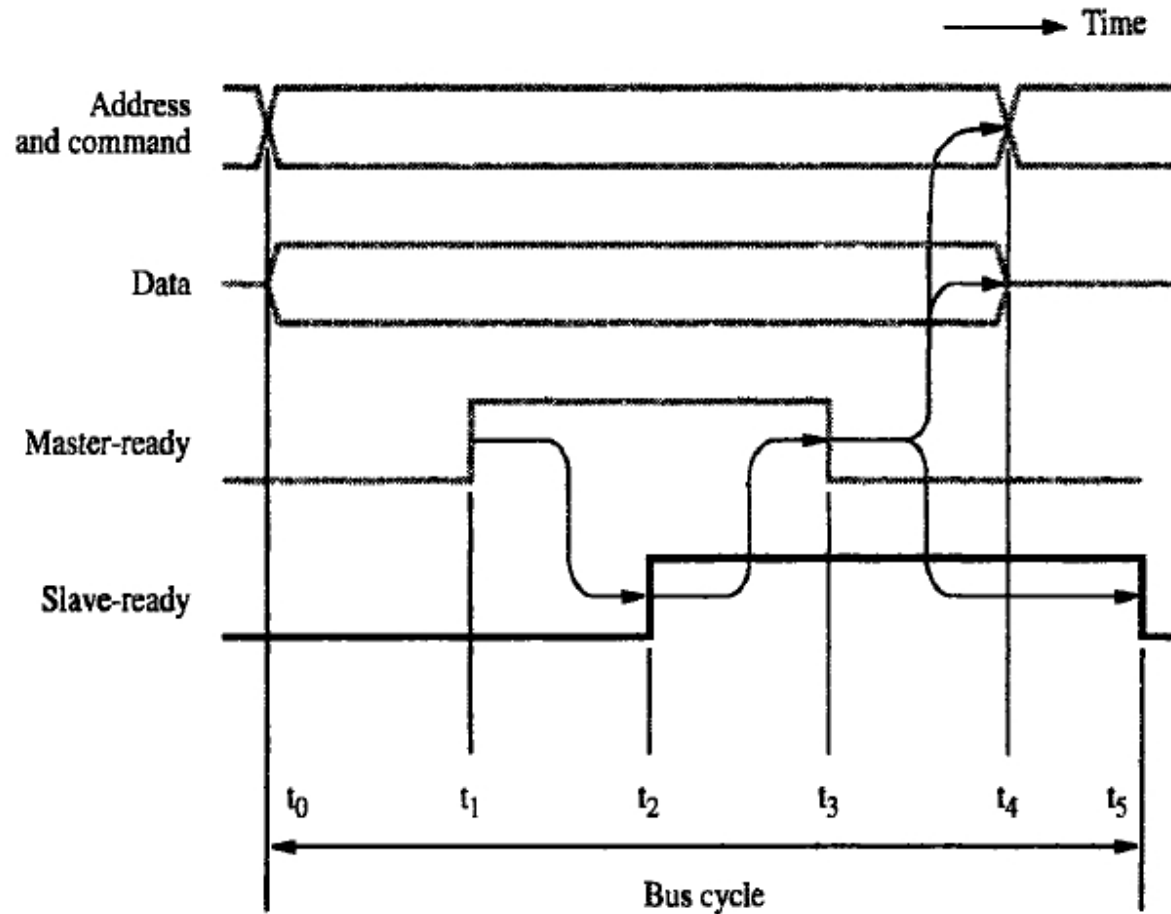 Time
Address
and command
Data
Master-ready
Slave-ready
t0 t1 t2 t3 t4 t5
Bus cycle